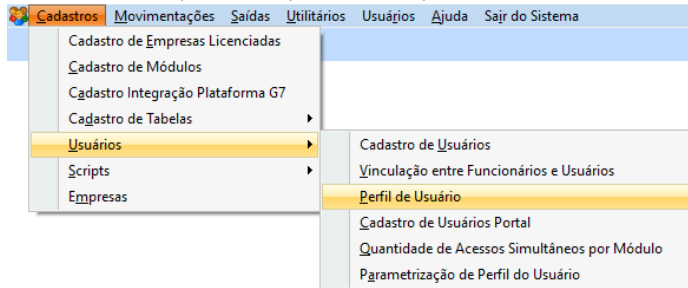 Cadastros Movimentações Saídas Utilitários Usuários Ajuda Sair do Sistema
Cadastro de Empresas Licenciadas
Cadastro de Módulos
Cadastro Integração Plataforma G7
Cadastro de Tabelas
Usuários
Scripts
Empresas
Cadastro de Usuários
Vinculação entre Funcionários e Usuários
Perfil de Usuário
Cadastro de Usuários Portal
Quantidade de Acessos Simultâneos por Módulo
Parametrização de Perfil do Usuário